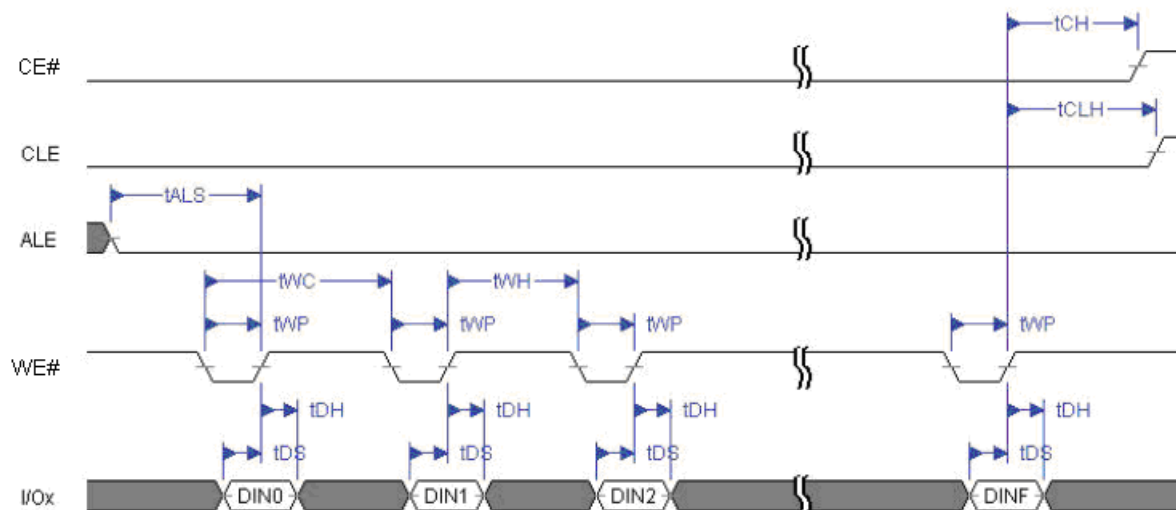 tCH
CE#
tCLH
CLE
tALS
ALE
tWC
tWH
tWP
tWP
tWP
tWP
WE#
tDH
tDH
tDH
tDH
tDS
tDS
tDS
tDS
I/Ox
DIN0
DIN1
DIN2
DINF